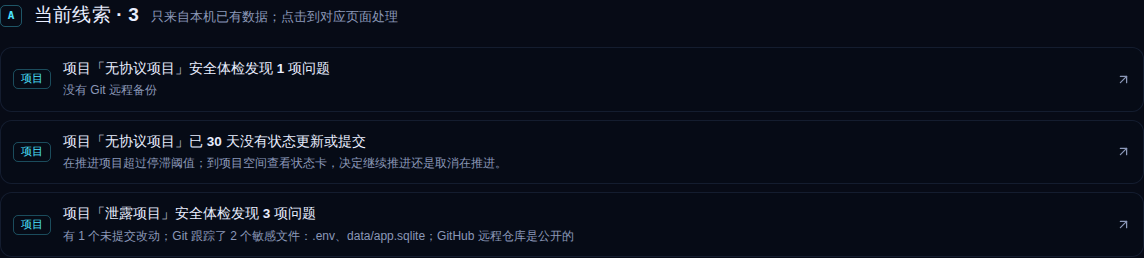 A 当前线索 · 3 只来自本机已有数据；点击到对应页面处理
项目「无协议项目」安全体检发现 1 项问题
项目
没有 Git 远程备份
项目「无协议项目」已 30 天没有状态更新或提交
项目
在推进项目超过停滞阈值；到项目空间查看状态卡，决定继续推进还是取消在推进。
项目「泄露项目」安全体检发现 3 项问题
项目
有 1 个未提交改动；Git 跟踪了 2 个敏感文件：.env、data/app.sqlite；GitHub 远程仓库是公开的